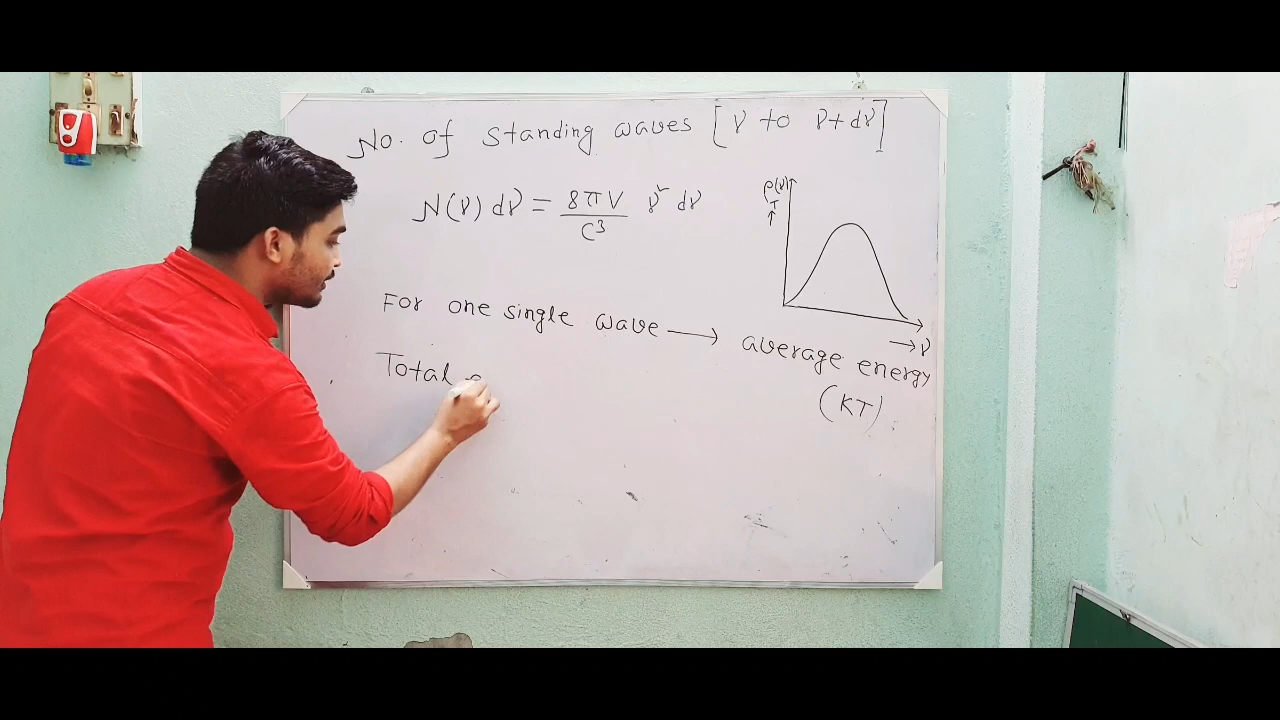 No. of standing waves [ν to ν+dν]
N(ν) dν = 8πV / C³ ν² dν
ρ_T(ν) ↑
→ ν
For one single wave ⟶ average energy
(KT)
Total e